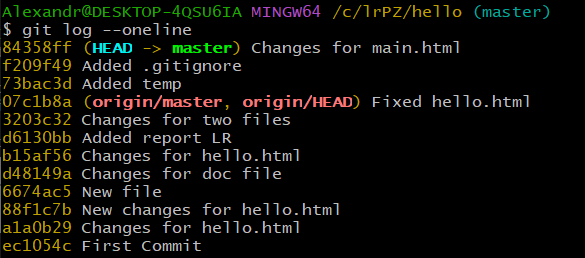 Alexandr@DESKTOP-4QSU6IA MINGW64 /c/lrPZ/hello (master)
$ git log --oneline
84358ff (HEAD -> master) Changes for main.html
f209f49 Added .gitignore
73bac3d Added temp
07c1b8a (origin/master, origin/HEAD) Fixed hello.html
3203c32 Changes for two files
d6130bb Added report LR
b15af56 Changes for hello.html
d48149a Changes for doc file
6674ac5 New file
88f1c7b New changes for hello.html
a1a0b29 Changes for hello.html
ec1054c First Commit